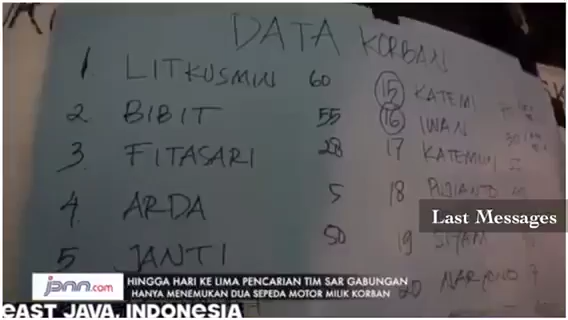 DATA KORBAN
1. LITKUSMIN 60
2 BIBIT 55
3. FITASARI 28
4. ARDA 5
5 JANTI 50
15 KATEMI
16 IWAN
17 KATEMUN
18
19
20
Last Messages
jpnn.com
HINGGA HARI KE LIMA PENCARIAN TIM SAR GABUNGAN
HANYA MENEMUKAN DUA SEPEDA MOTOR MILIK KORBAN
EAST JAVA, INDONESIA